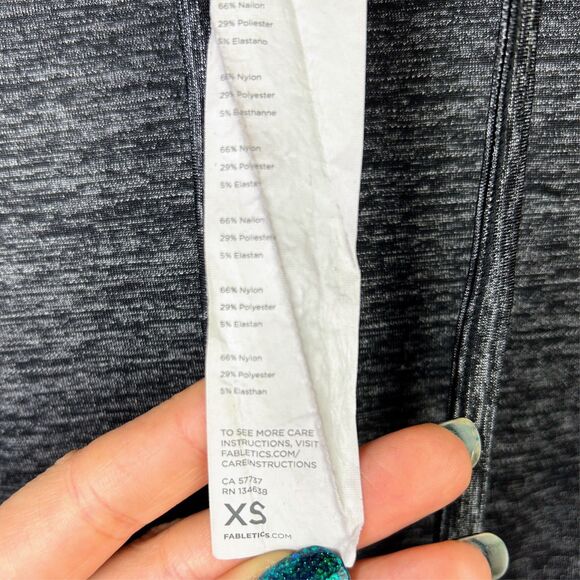 66% Nailon
29% Poliester
5% Elastano
66% Nylon
29% Polyester
5% Elasthanne
66% Nylon
29% Polyester
5% Elastan
66% Nailon
29% Poliester
5% Elastan
66% Nylon
29% Polyester
5% Elastan
66% Nylon
29% Polyester
5% Elasthan
TO SEE MORE CARE
INSTRUCTIONS, VISIT
FABLETICS.COM/
CAREINSTRUCTIONS
CA 57737
RN 134638
XS
FABLETICS.COM